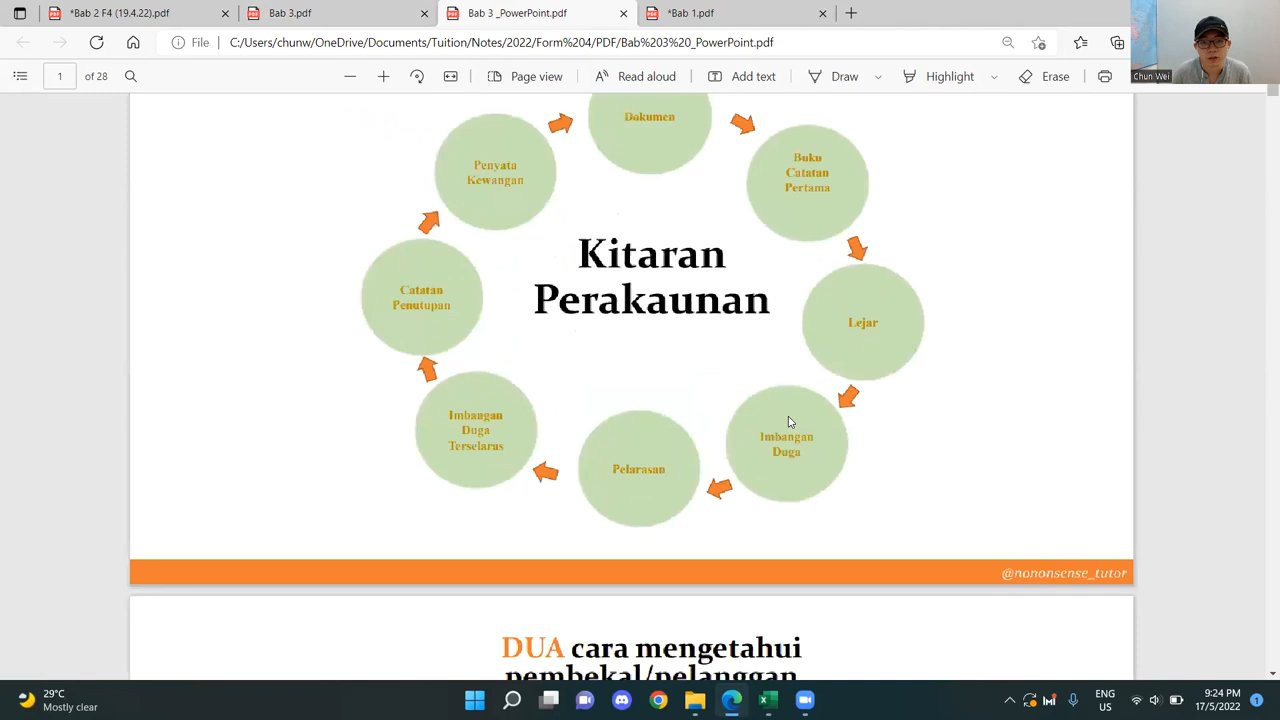 *Bab 2 F4 (19.4.22).pdf
Bab 3.pdf
Bab 3 _PowerPoint.pdf
*Bab 1.pdf
File
C:/Users/chunw/OneDrive/Documents/Tuition/Notes/2022/Form%204/PDF/Bab%203%20_PowerPoint.pdf
Chun Wei
1
of 28
Page view
Read aloud
Add text
Draw
Highlight
Erase
Dokumen
Buku
Catatan
Pertama
Lejar
Imbangan
Duga
Pelarasan
Imbangan
Duga
Terselaras
Catatan
Penutupan
Penyata
Kewangan
Kitaran
Perakaunan
@nononsense_tutor
DUA cara mengetahui
pembekal/pelanggan
29°C
Mostly clear
ENG
US
9:24 PM
17/5/2022
1